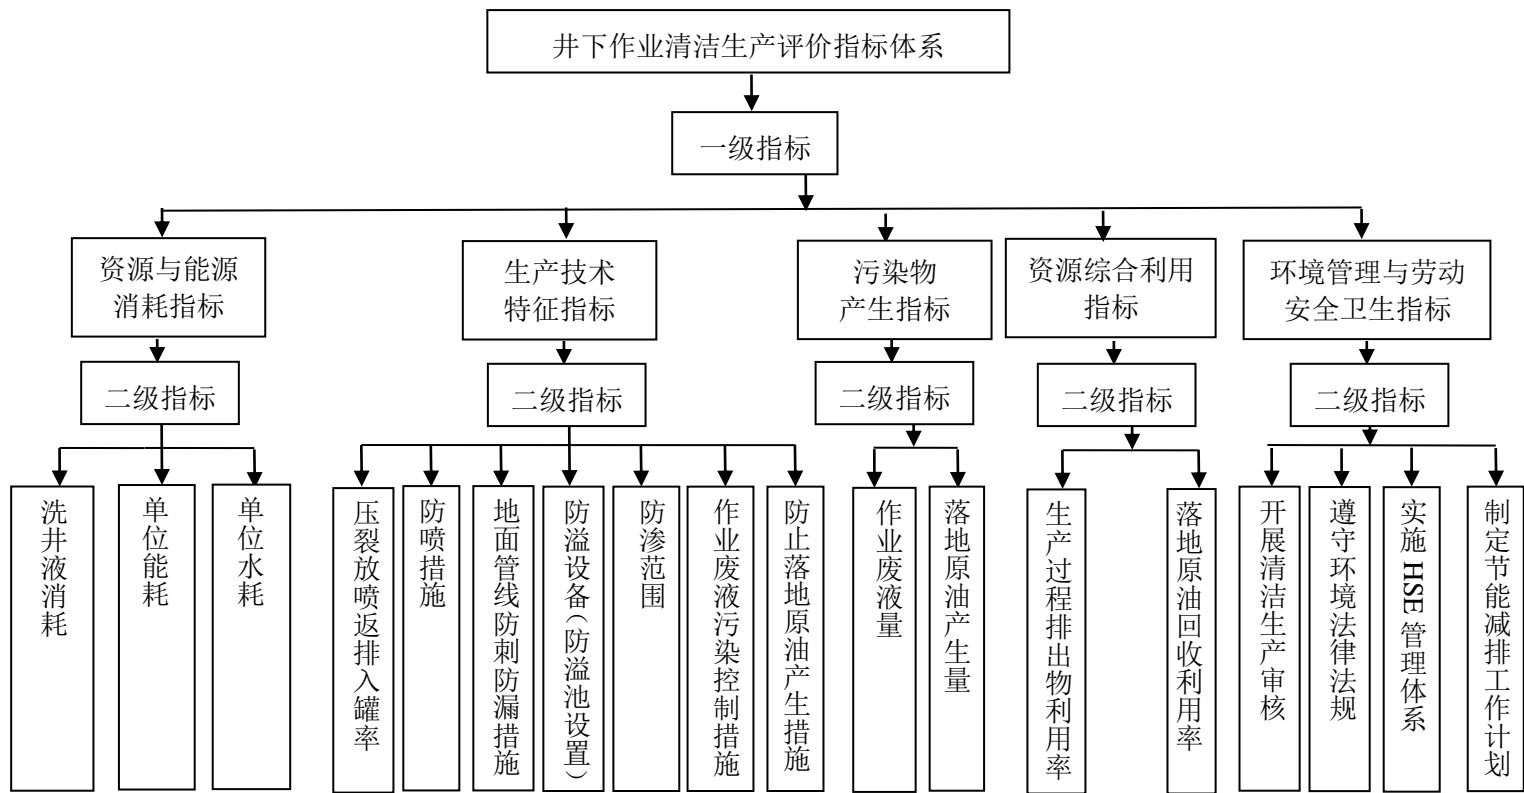 井下作业清洁生产评价指标体系
一级指标
资源与能源
消耗指标
生产技术
特征指标
污染物
产生指标
资源综合利用
指标
环境管理与劳动
安全卫生指标
二级指标
二级指标
二级指标
二级指标
二级指标
洗井液消耗
单位能耗
单位水耗
压裂放喷返排入罐率
防喷措施
地面管线防刺防漏措施
防溢设备(防溢池设置)
防渗范围
作业废液污染控制措施
防止落地原油产生措施
作业废液量
落地原油产生量
生产过程排出物利用率
落地原油回收利用率
开展清洁生产审核
遵守环境法律法规
实施 HSE 管理体系
制定节能减排工作计划